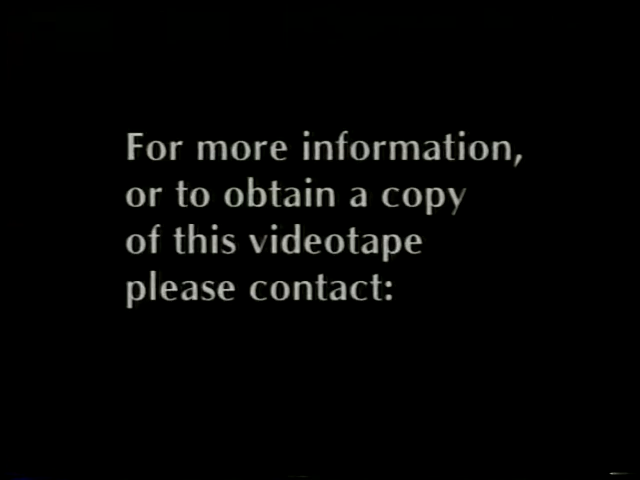 For more information,
or to obtain a copy
of this videotape
please contact: